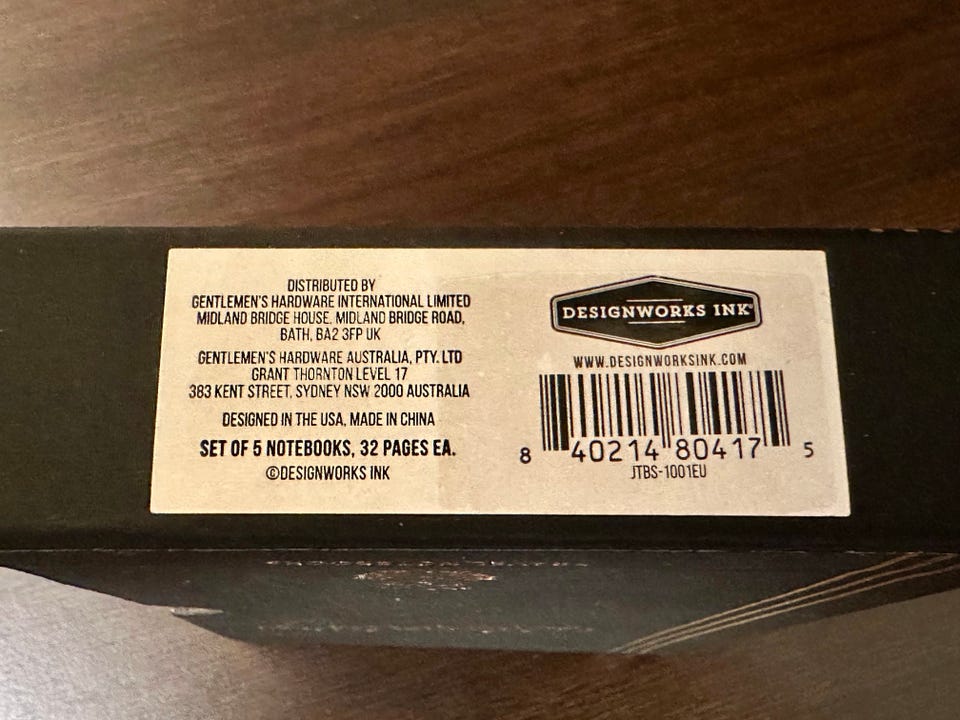 DISTRIBUTED BY
GENTLEMEN'S HARDWARE INTERNATIONAL LIMITED
MIDLAND BRIDGE HOUSE, MIDLAND BRIDGE ROAD,
BATH, BA2 3FP UK
GENTLEMEN'S HARDWARE AUSTRALIA, PTY. LTD
GRANT THORNTON LEVEL 17
383 KENT STREET, SYDNEY NSW 2000 AUSTRALIA
DESIGNED IN THE USA, MADE IN CHINA
SET OF 5 NOTEBOOKS, 32 PAGES EA.
©DESIGNWORKS INK
DESIGNWORKS INK®
WWW.DESIGNWORKSINK.COM
8 40214 80417 5
JTBS-1001EU